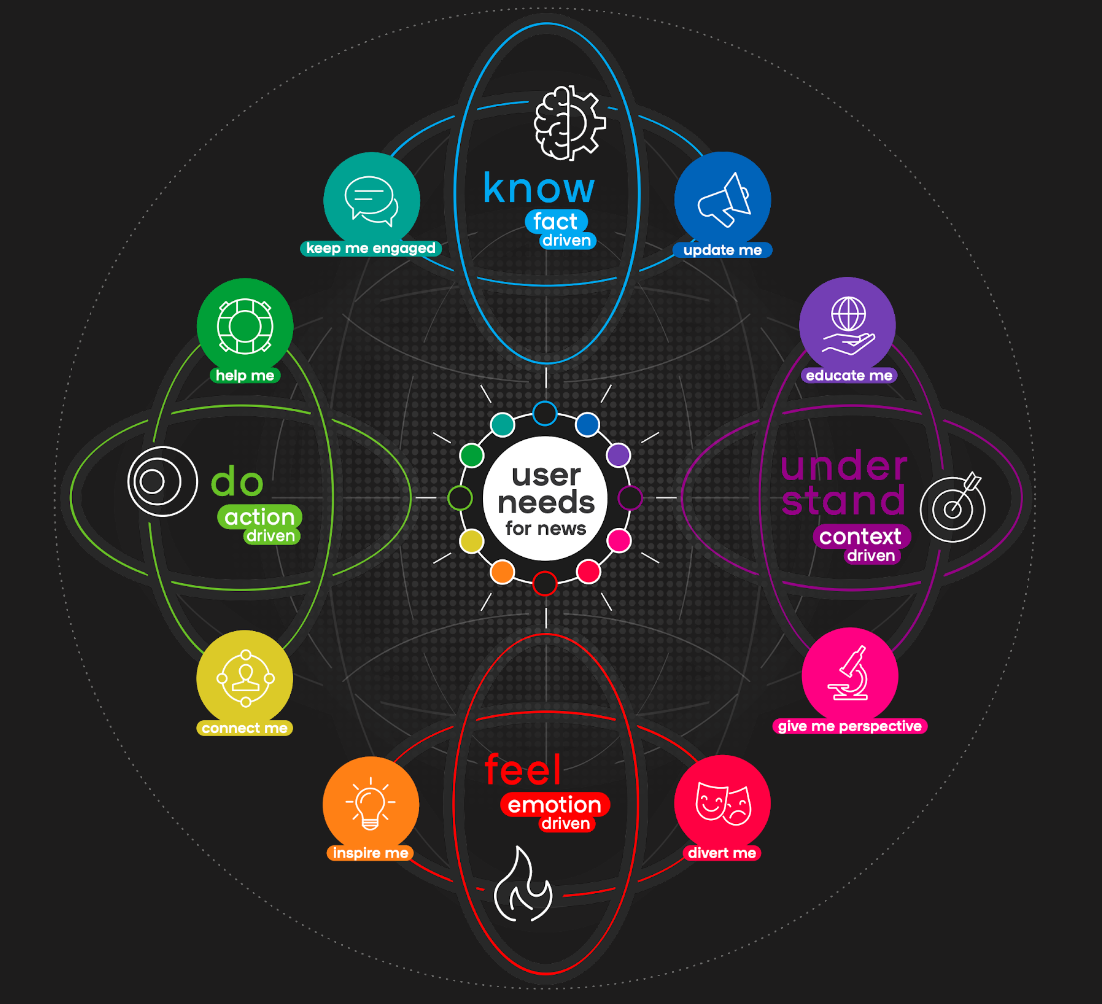 know
fact
driven
keep me engaged
update me
help me
educate me
do
action
driven
user
needs
for news
under
stand
context
driven
connect me
give me perspective
feel
emotion
driven
inspire me
divert me